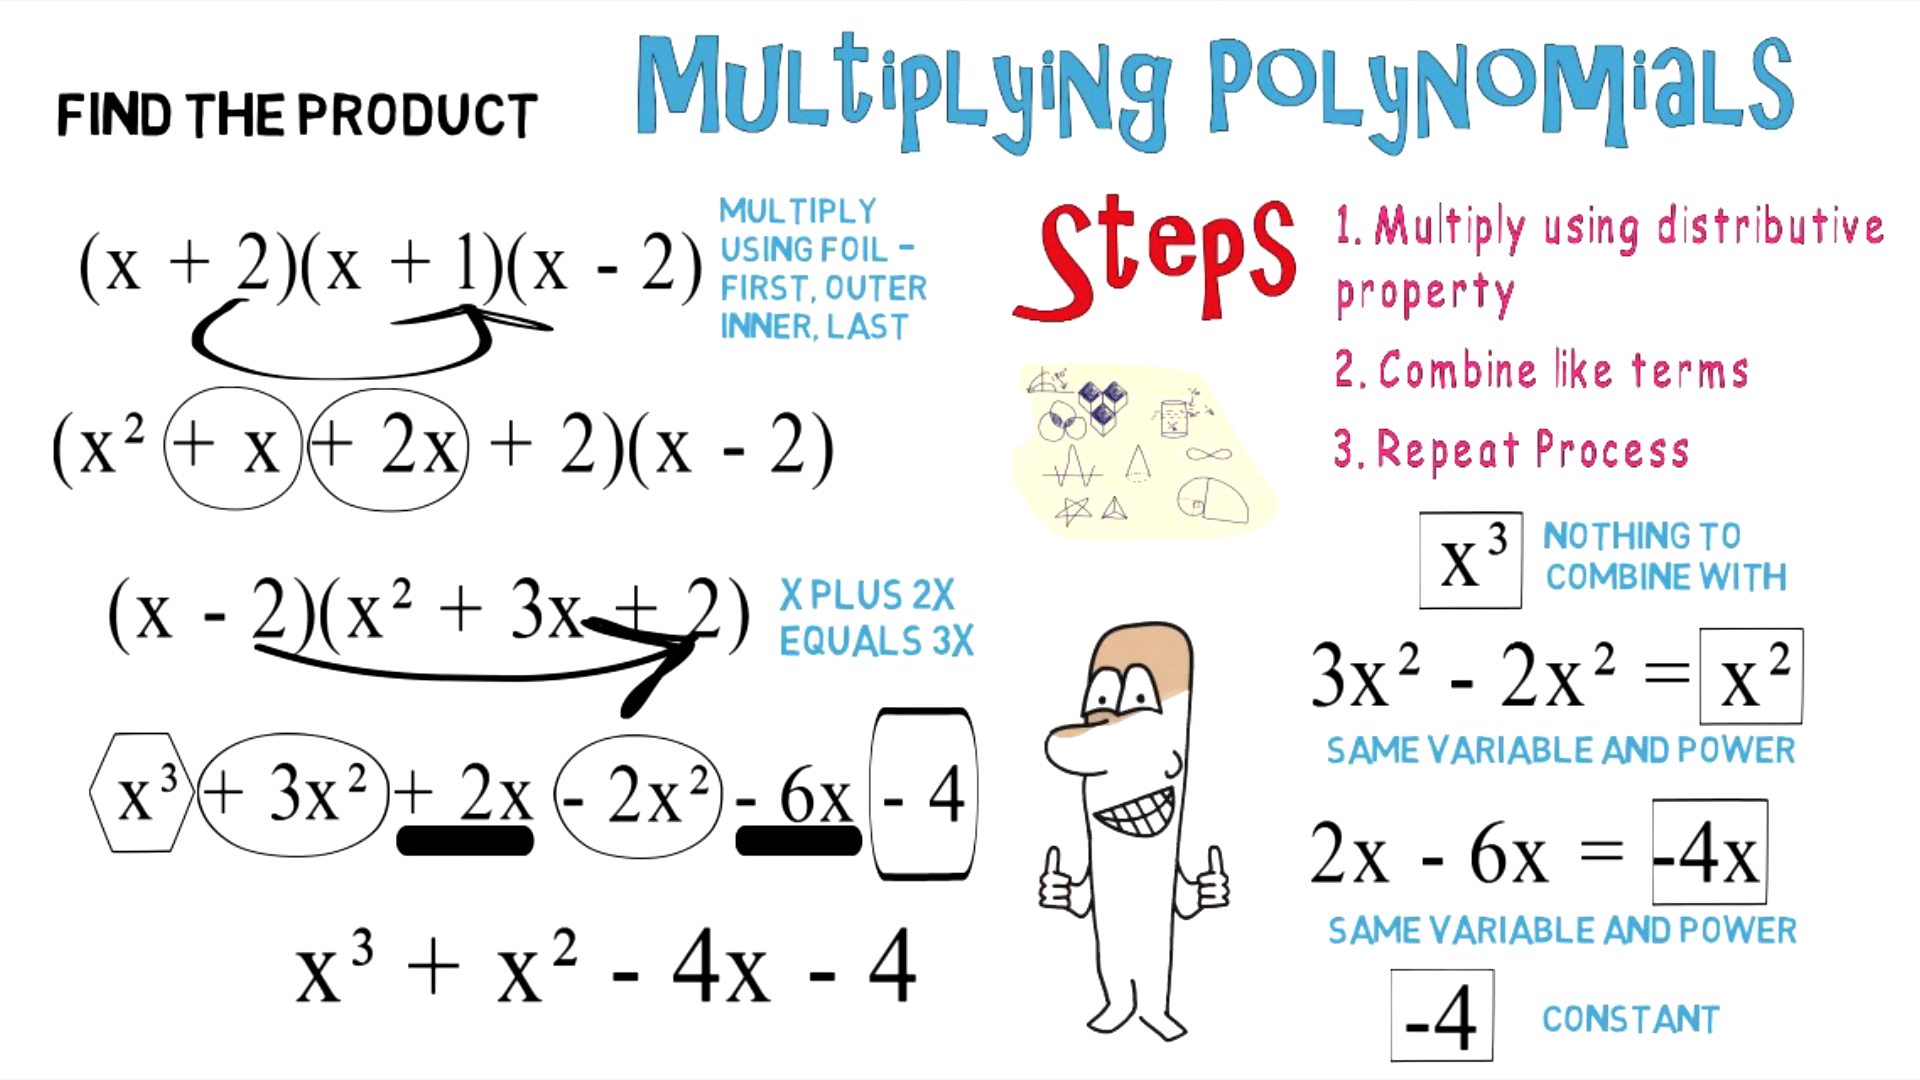 MULTIPLYING POLYNOMIALS
FIND THE PRODUCT
(x + 2)(x + 1)(x - 2)
MULTIPLY
USING FOIL -
FIRST, OUTER
INNER, LAST
(x² + x + 2x + 2)(x - 2)
(x - 2)(x² + 3x + 2)
X PLUS 2X
EQUALS 3X
x³ + 3x² + 2x - 2x² - 6x - 4
x³ + x² - 4x - 4
Steps
1. Multiply using distributive
property
2. Combine like terms
3. Repeat Process
x³
NOTHING TO
COMBINE WITH
3x² - 2x² = x²
SAME VARIABLE AND POWER
2x - 6x = -4x
SAME VARIABLE AND POWER
-4
CONSTANT